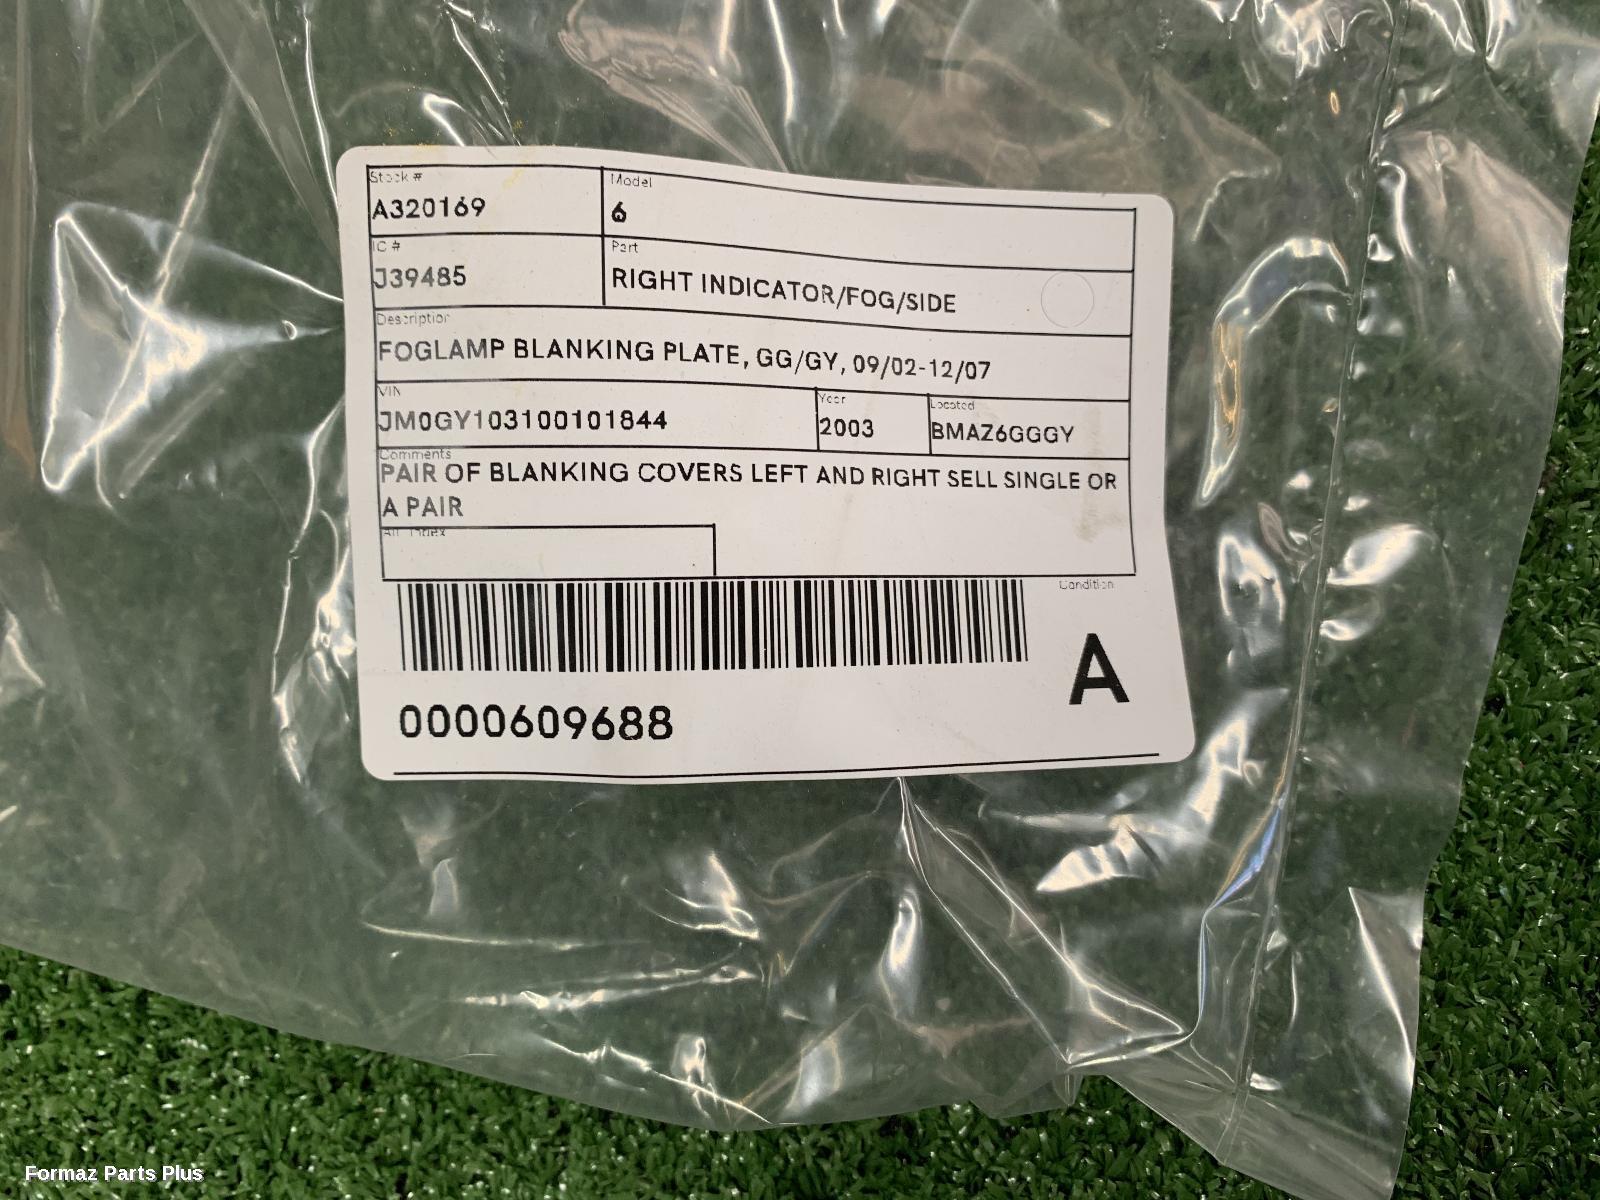 Stock #
Model
A320169
6
IC #
Part
J39485
RIGHT INDICATOR/FOG/SIDE
Description
FOGLAMP BLANKING PLATE, GG/GY, 09/02-12/07
VIN
Year
Located
JM0GY103100101844
2003
BMAZ6GGGY
Comments
PAIR OF BLANKING COVERS LEFT AND RIGHT SELL SINGLE OR
A PAIR
Index
Condition
A
0000609688
Formaz Parts Plus